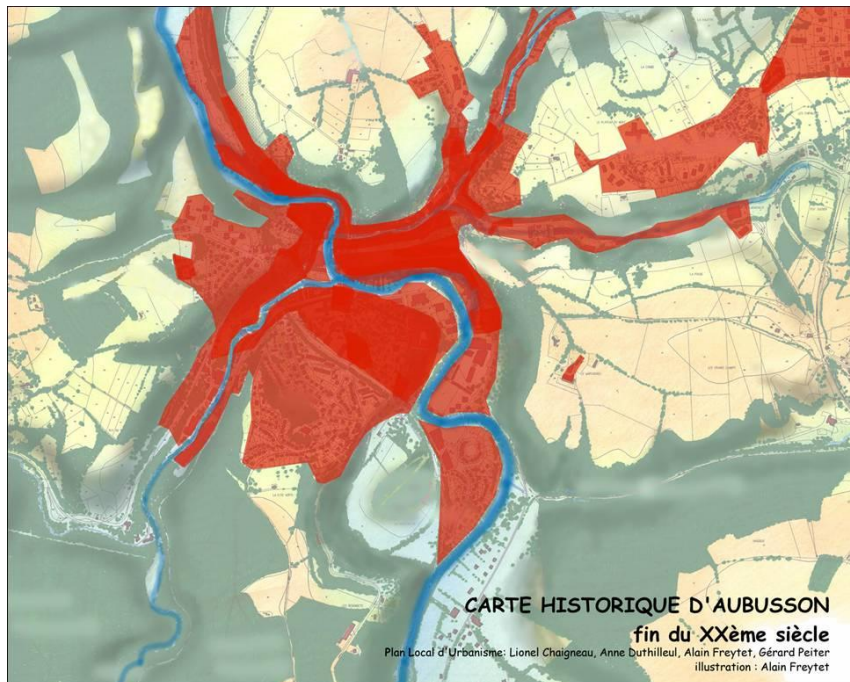 CARTE HISTORIQUE D'AUBUSSON
fin du XXème siècle
Plan Local d'Urbanisme: Lionel Chaigneau, Anne Duthilleul, Alain Freytet, Gérard Peiter
illustration : Alain Freytet